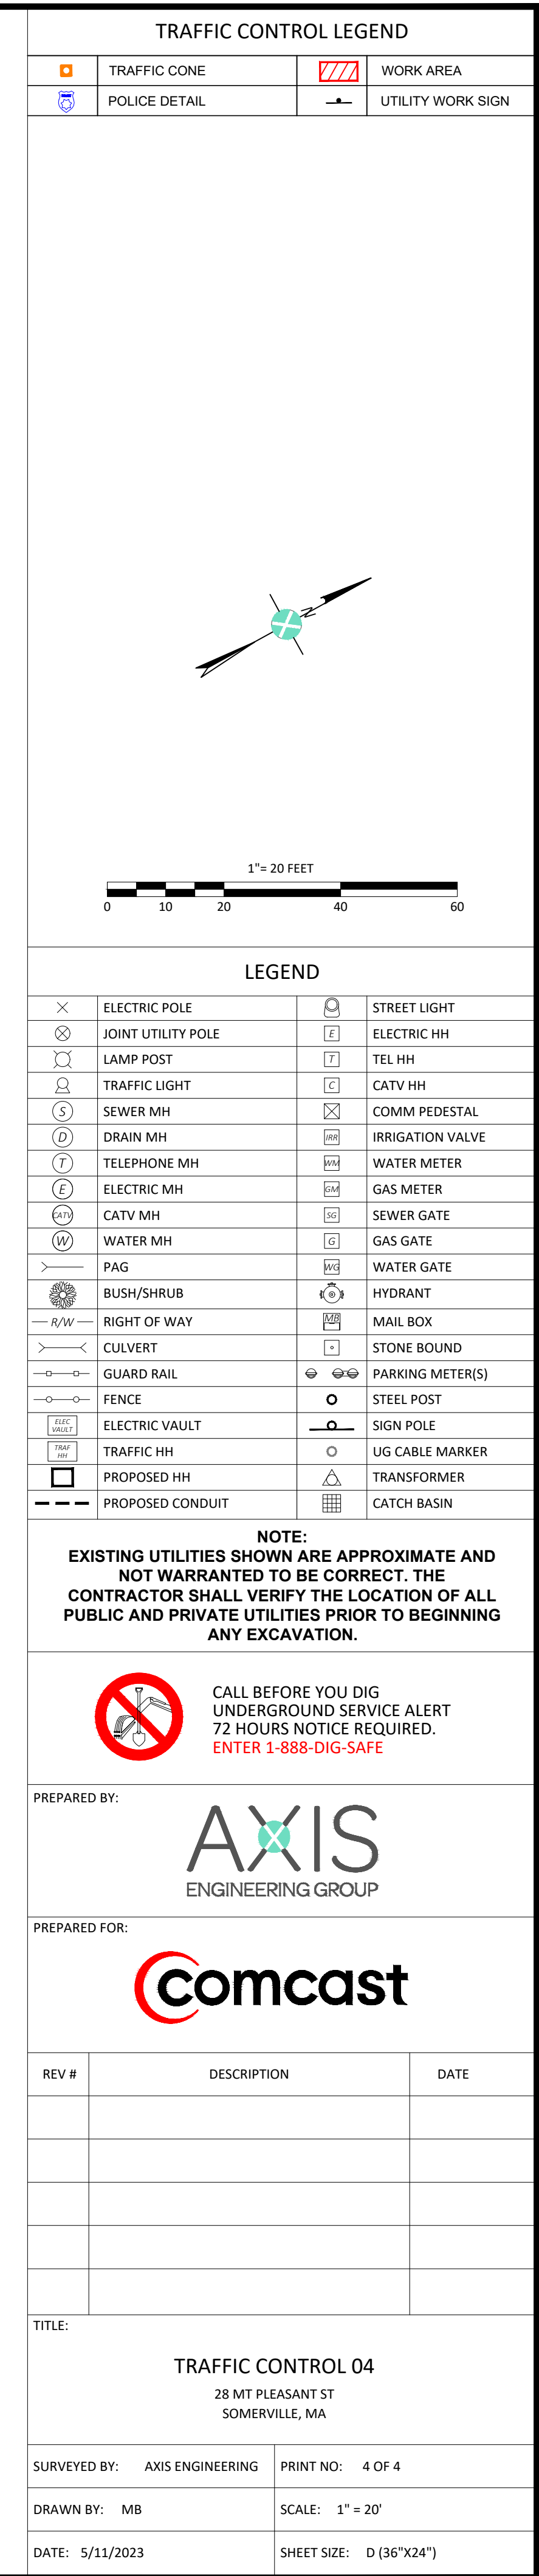 TRAFFIC CONTROL LEGEND
TRAFFIC CONE WORK AREA
POLICE DETAIL UTILITY WORK SIGN
N
1"= 20 FEET
0 10 20 40 60
LEGEND
ELECTRIC POLE STREET LIGHT
JOINT UTILITY POLE E ELECTRIC HH
LAMP POST T TEL HH
TRAFFIC LIGHT C CATV HH
S SEWER MH COMM PEDESTAL
D DRAIN MH IRR IRRIGATION VALVE
T TELEPHONE MH WM WATER METER
E ELECTRIC MH GM GAS METER
CATV CATV MH SG SEWER GATE
W WATER MH G GAS GATE
PAG WG WATER GATE
BUSH/SHRUB HYDRANT
R/W RIGHT OF WAY MB MAIL BOX
CULVERT STONE BOUND
GUARD RAIL PARKING METER(S)
FENCE STEEL POST
ELEC VAULT ELECTRIC VAULT SIGN POLE
TRAF HH TRAFFIC HH UG CABLE MARKER
PROPOSED HH TRANSFORMER
PROPOSED CONDUIT CATCH BASIN
NOTE:
EXISTING UTILITIES SHOWN ARE APPROXIMATE AND
NOT WARRANTED TO BE CORRECT. THE
CONTRACTOR SHALL VERIFY THE LOCATION OF ALL
PUBLIC AND PRIVATE UTILITIES PRIOR TO BEGINNING
ANY EXCAVATION.
CALL BEFORE YOU DIG
UNDERGROUND SERVICE ALERT
72 HOURS NOTICE REQUIRED.
ENTER 1-888-DIG-SAFE
PREPARED BY:
AXIS
ENGINEERING GROUP
PREPARED FOR:
comcast
REV # DESCRIPTION DATE
TITLE:
TRAFFIC CONTROL 04
28 MT PLEASANT ST
SOMERVILLE, MA
SURVEYED BY: AXIS ENGINEERING PRINT NO: 4 OF 4
DRAWN BY: MB SCALE: 1" = 20'
DATE: 5/11/2023 SHEET SIZE: D (36"X24")